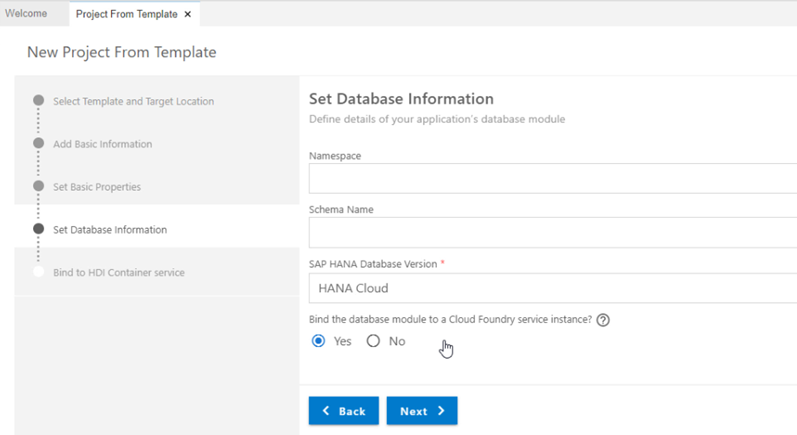 Welcome
Project From Template ×
New Project From Template
Select Template and Target Location
Add Basic Information
Set Basic Properties
Set Database Information
Bind to HDI Container service
Set Database Information
Define details of your application's database module
Namespace
Schema Name
SAP HANA Database Version *
HANA Cloud
Bind the database module to a Cloud Foundry service instance? ?
Yes No
Back Next